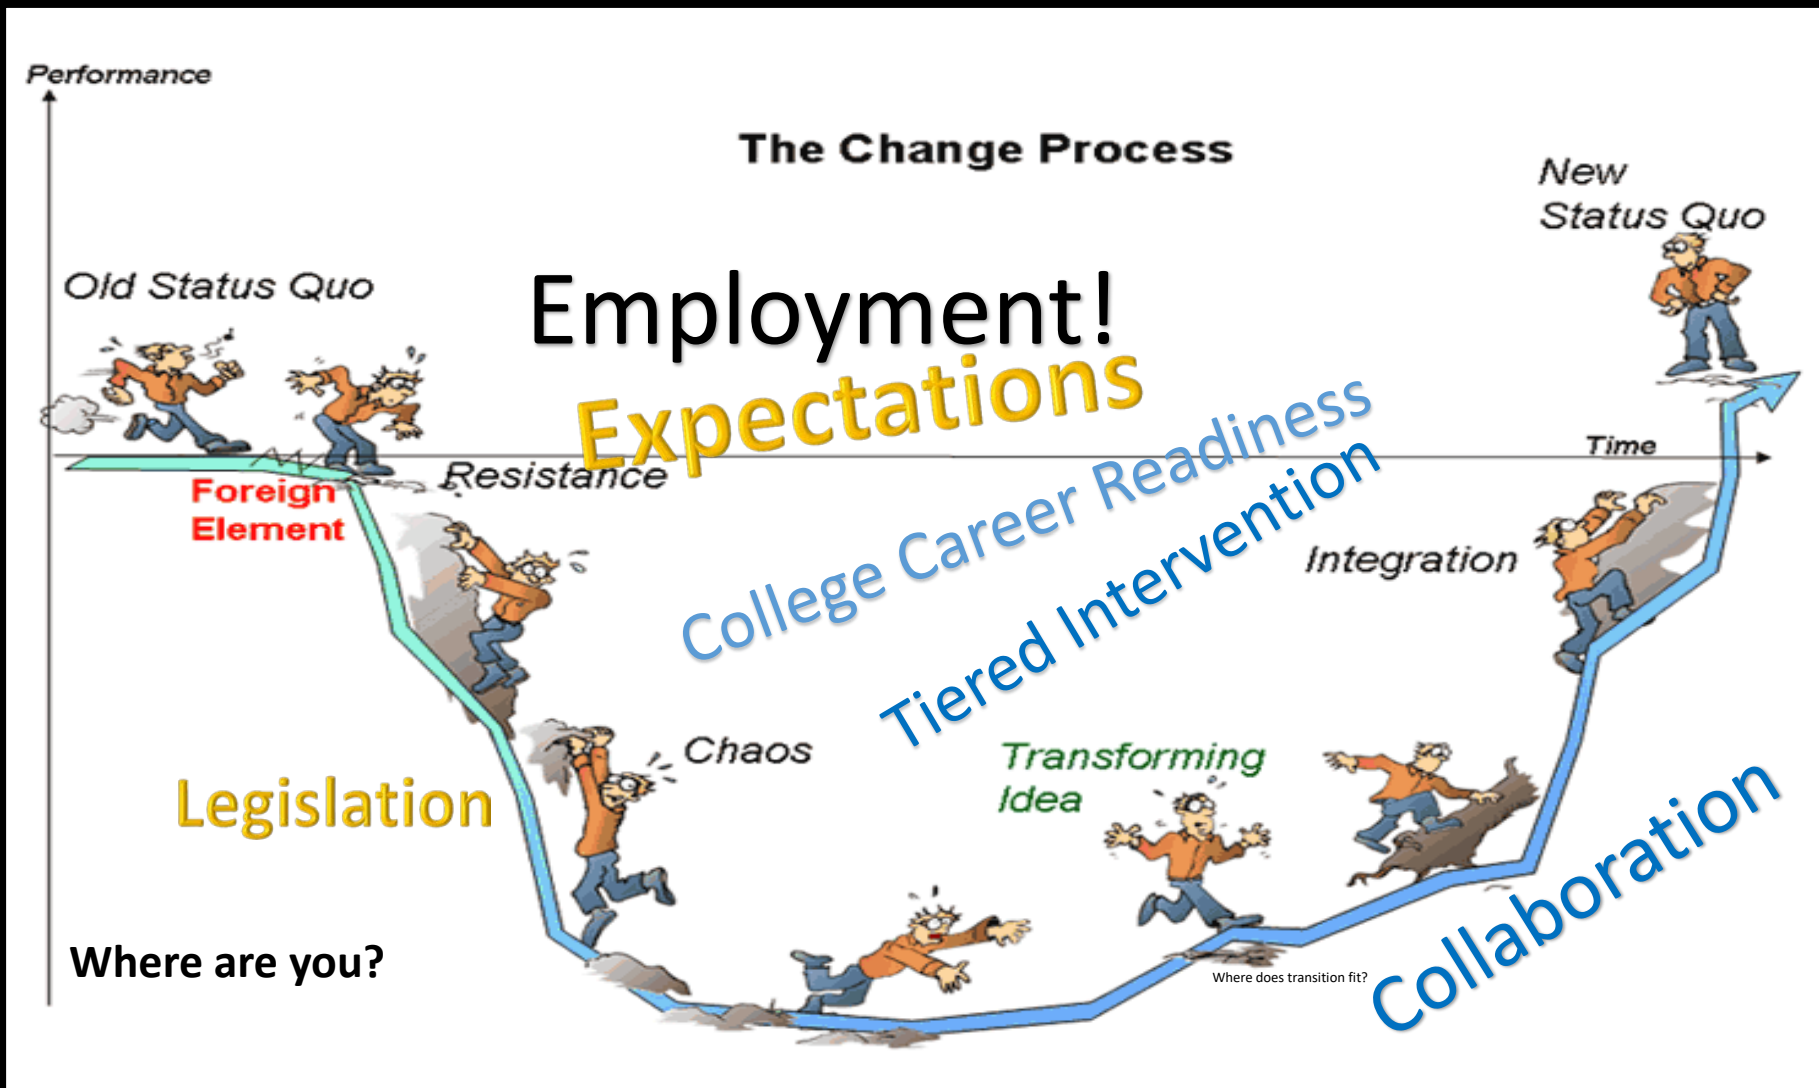 Performance
The Change Process
New
Status Quo
Old Status Quo
Employment!
Expectations
College Career Readiness
Time
Resistance
Foreign
Element
Tiered Intervention
Integration
Chaos
Transforming
Idea
Legislation
Collaboration
Where are you?
Where does transition fit?